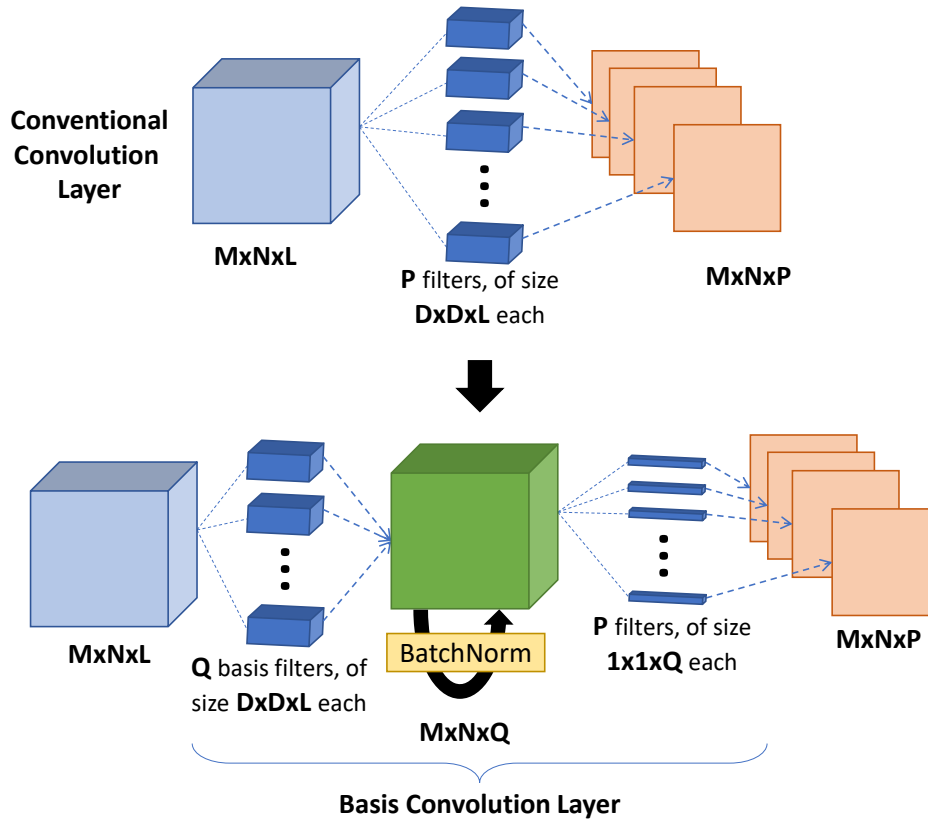 Conventional
Convolution
Layer
MxNxL
P filters, of size
DxDxL each
MxNxP
MxNxL
Q basis filters, of
size DxDxL each
BatchNorm
MxNxQ
P filters, of size
1x1xQ each
MxNxP
Basis Convolution Layer